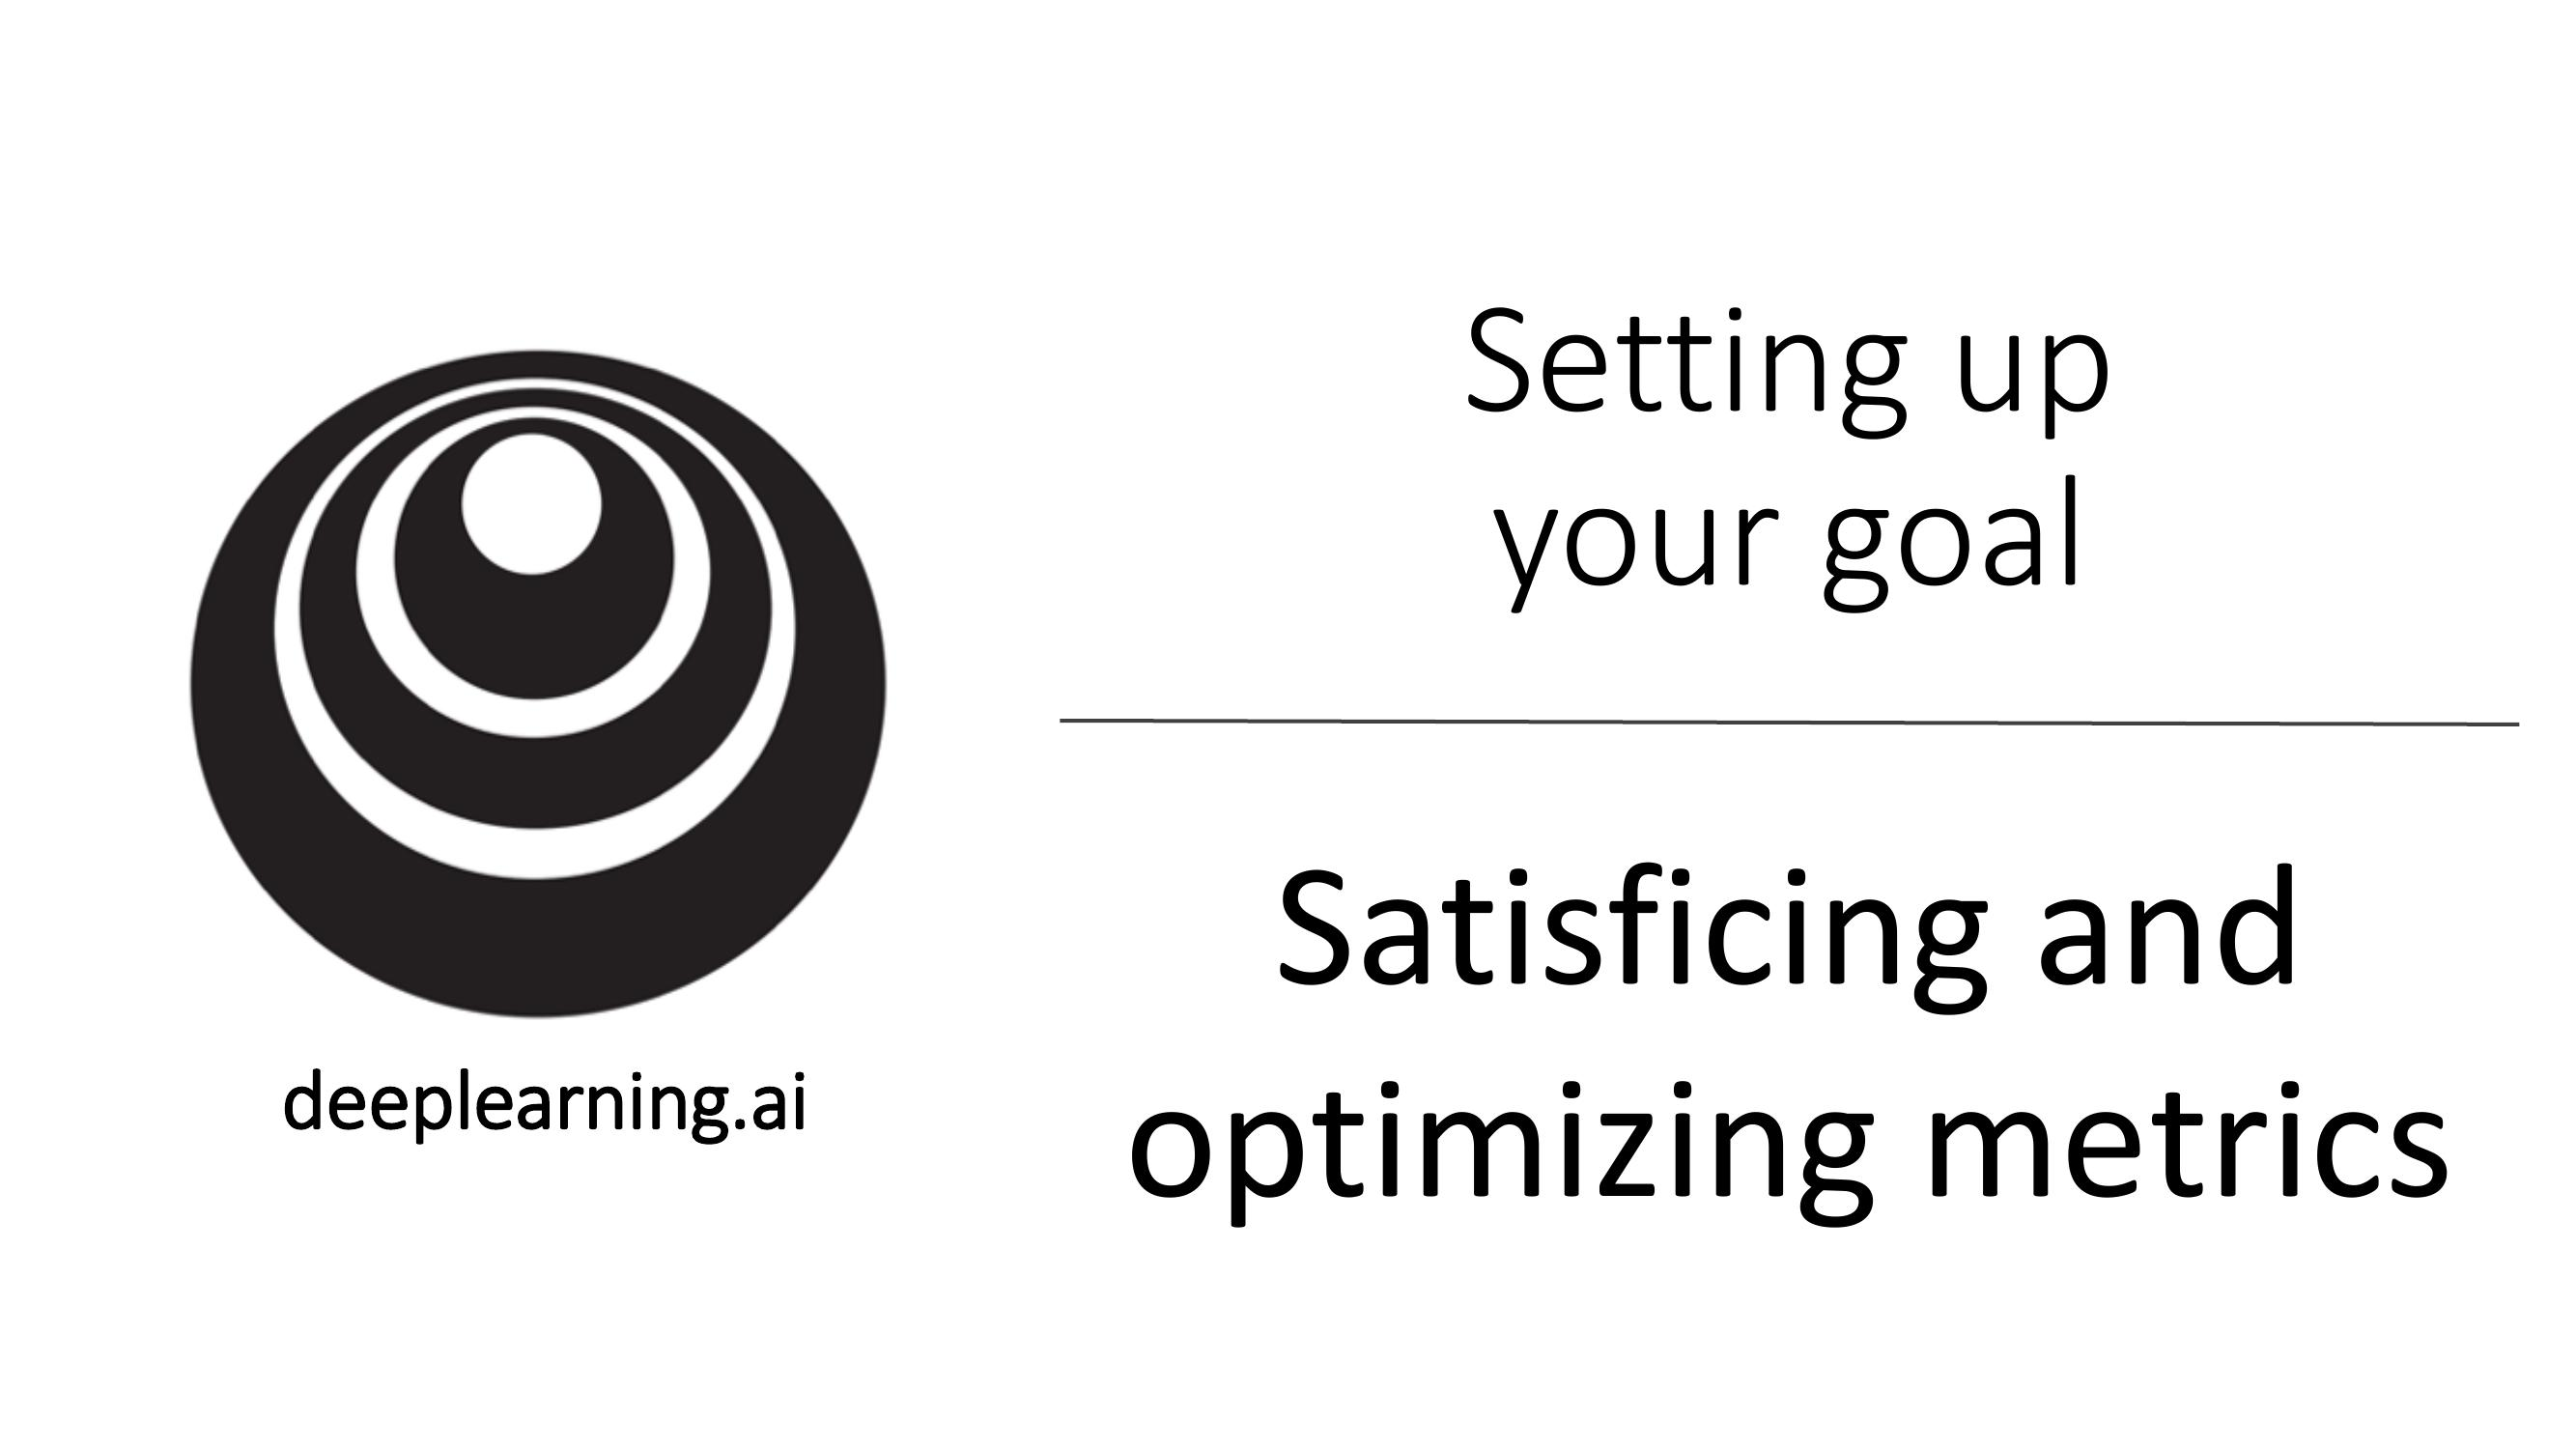 Setting up
your goal
Satisficing and
optimizing metrics
deeplearning.ai